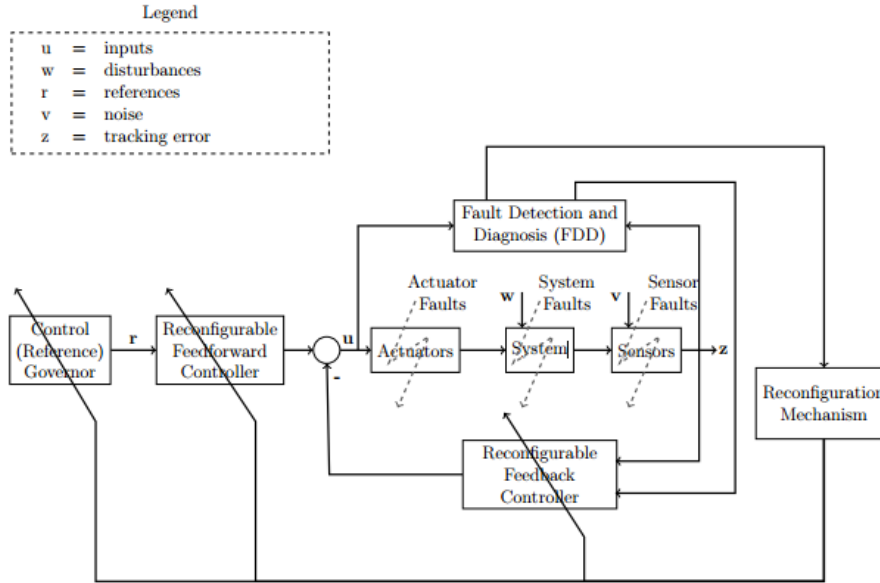 Legend
u = inputs
w = disturbances
r = references
v = noise
z = tracking error
Fault Detection and
Diagnosis (FDD)
Actuator
Faults
System
Faults
Sensor
Faults
w
v
Control
(Reference)
Governor
r
Reconfigurable
Feedforward
Controller
-
u
Actuators
System
Sensors
z
Reconfiguration
Mechanism
Reconfigurable
Feedback
Controller